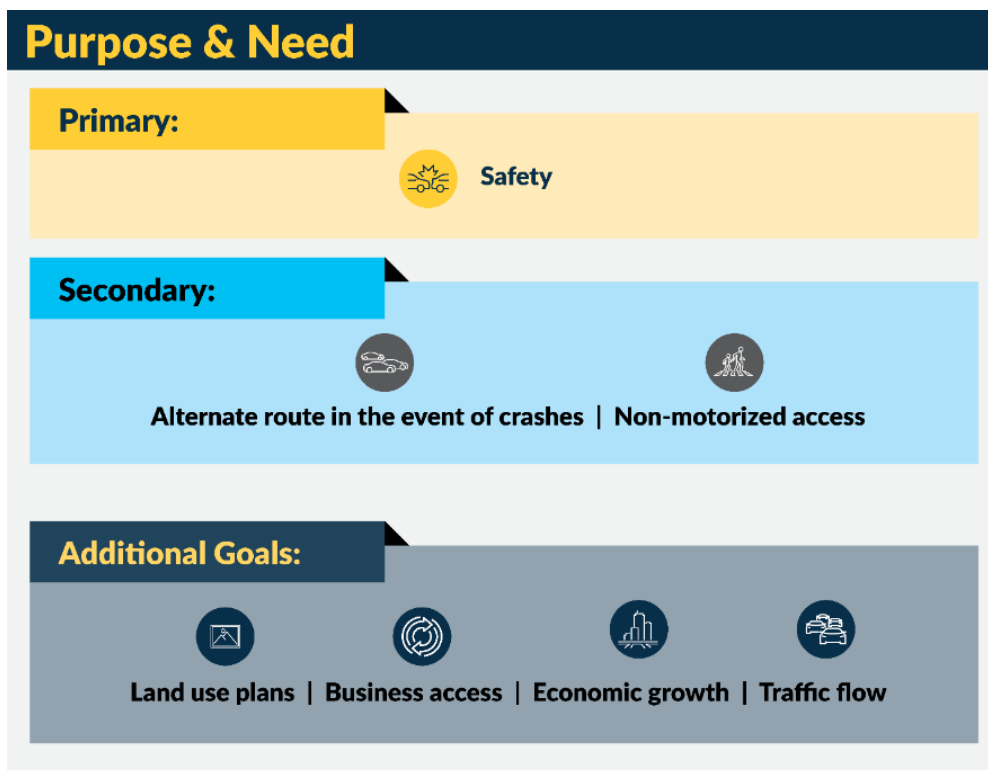 Purpose & Need
Primary:
Safety
Secondary:
Alternate route in the event of crashes | Non-motorized access
Additional Goals:
Land use plans | Business access | Economic growth | Traffic flow